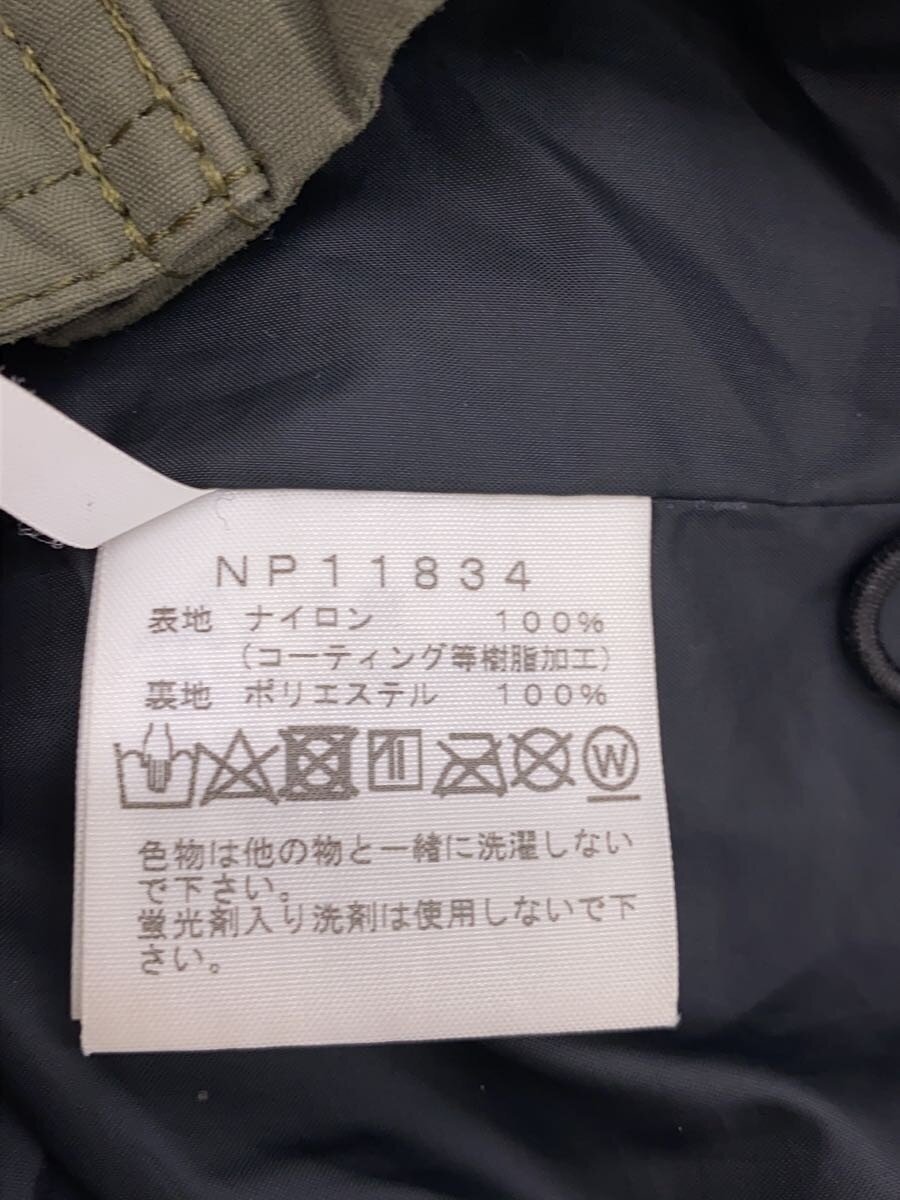 NP11834
表地 ナイロン 100%
(コーティング等樹脂加工)
裏地 ポリエステル 100%
W
色物は他の物と一緒に洗濯しない
で下さい。
蛍光剤入り洗剤は使用しないで下
さい。